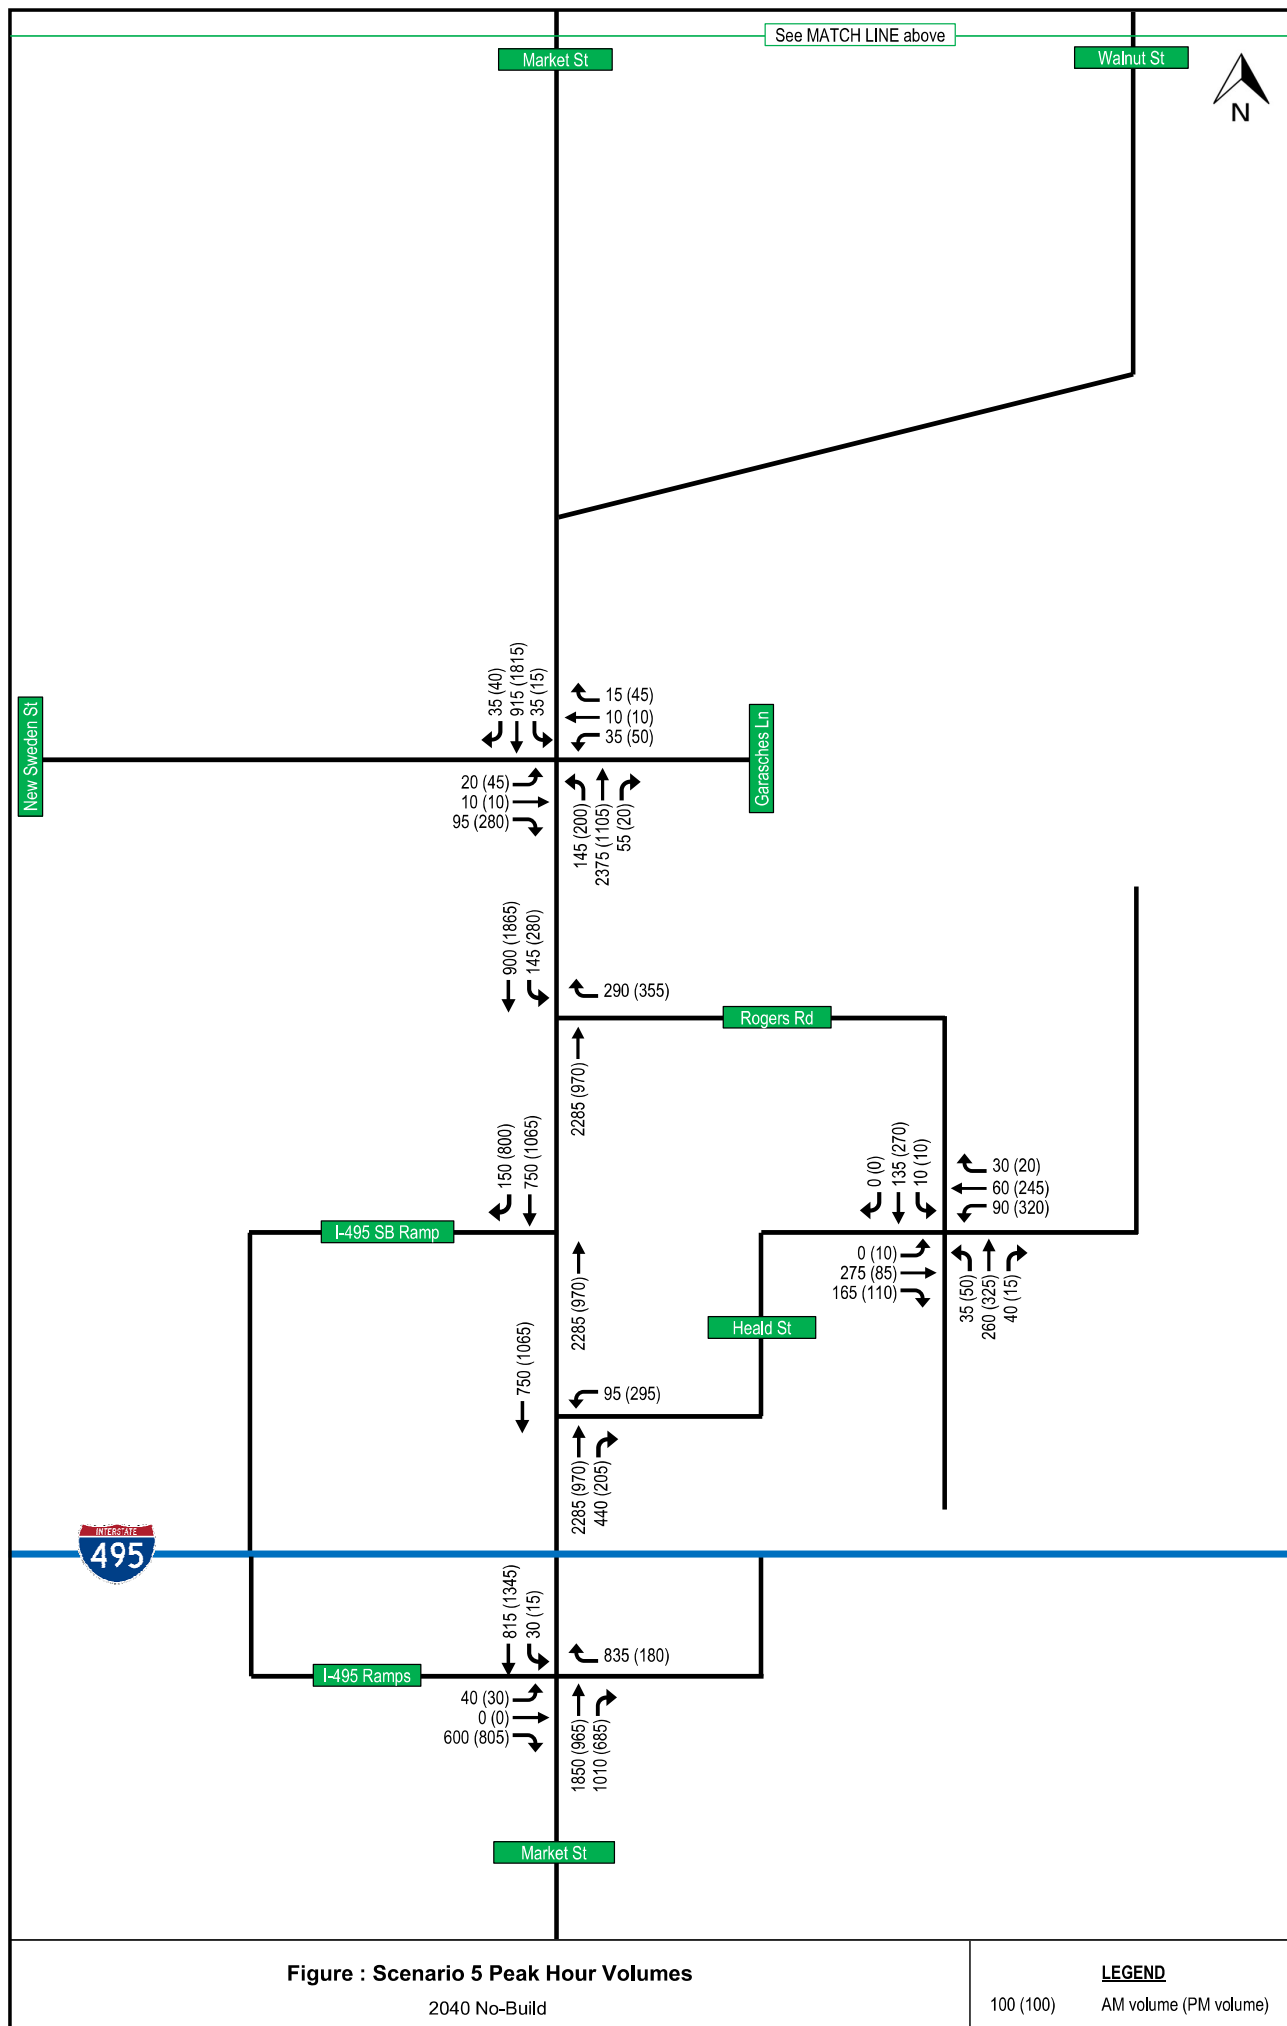 See MATCH LINE above
Market St
Walnut St
N
35 (40)
915 (1815)
35 (15)
15 (45)
10 (10)
35 (50)
New Sweden St
Garasches Ln
20 (45)
10 (10)
95 (280)
145 (200)
2375 (1105)
55 (20)
900 (1865)
145 (280)
290 (355)
Rogers Rd
2285 (970)
150 (800)
750 (1065)
0 (0)
135 (270)
10 (10)
30 (20)
60 (245)
90 (320)
I-495 SB Ramp
0 (10)
275 (85)
165 (110)
35 (50)
260 (325)
40 (15)
2285 (970)
Heald St
750 (1065)
95 (295)
2285 (970)
440 (205)
INTERSTATE
495
815 (1345)
30 (15)
835 (180)
I-495 Ramps
40 (30)
0 (0)
600 (805)
1850 (965)
1010 (685)
Market St
Figure : Scenario 5 Peak Hour Volumes
2040 No-Build
LEGEND
100 (100) AM volume (PM volume)